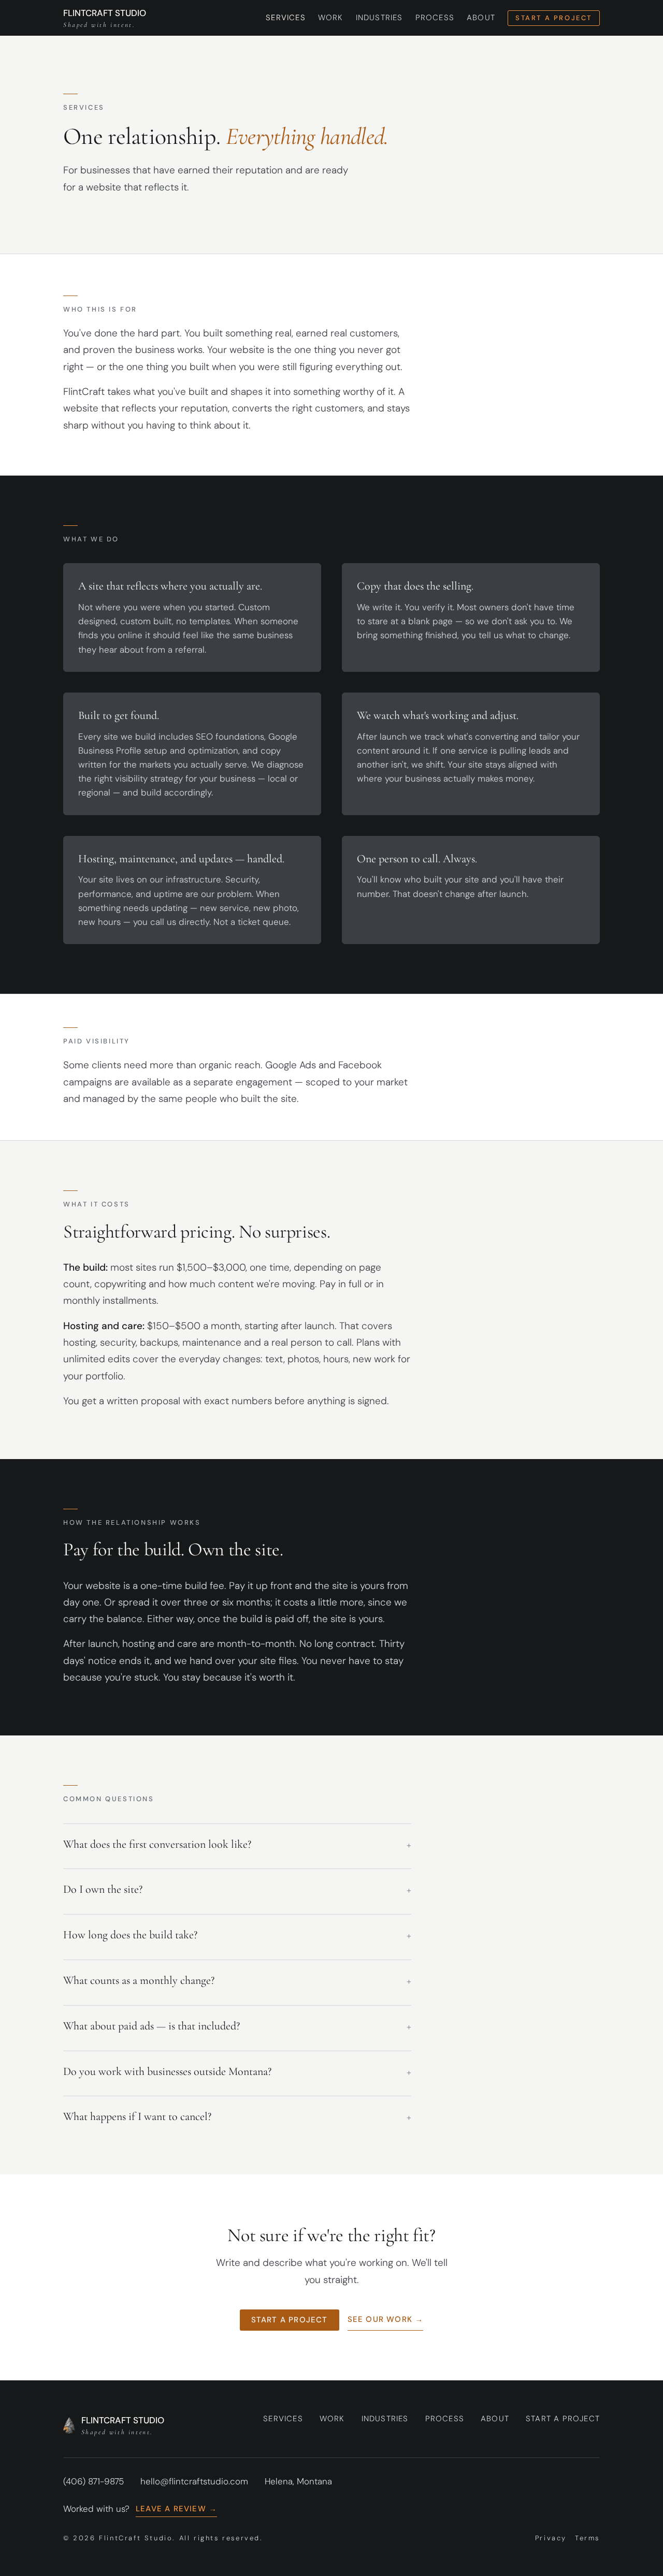 FLINTCRAFT STUDIO
Shaped with intent.
SERVICES WORK INDUSTRIES PROCESS ABOUT START A PROJECT
SERVICES
One relationship. Everything handled.
For businesses that have earned their reputation and are ready
for a website that reflects it.
WHO THIS IS FOR
You've done the hard part. You built something real, earned real customers,
and proven the business works. Your website is the one thing you never got
right — or the one thing you built when you were still figuring everything out.
FlintCraft takes what you've built and shapes it into something worthy of it. A
website that reflects your reputation, converts the right customers, and stays
sharp without you having to think about it.
WHAT WE DO
A site that reflects where you actually are.
Not where you were when you started. Custom
designed, custom built, no templates. When someone
finds you online it should feel like the same business
they hear about from a referral.
Copy that does the selling.
We write it. You verify it. Most owners don't have time
to stare at a blank page — so we don't ask you to. We
bring something finished, you tell us what to change.
Built to get found.
Every site we build includes SEO foundations, Google
Business Profile setup and optimization, and copy
written for the markets you actually serve. We diagnose
the right visibility strategy for your business — local or
regional — and build accordingly.
We watch what's working and adjust.
After launch we track what's converting and tailor your
content around it. If one service is pulling leads and
another isn't, we shift. Your site stays aligned with
where your business actually makes money.
Hosting, maintenance, and updates — handled.
Your site lives on our infrastructure. Security,
performance, and uptime are our problem. When
something needs updating — new service, new photo,
new hours — you call us directly. Not a ticket queue.
One person to call. Always.
You'll know who built your site and you'll have their
number. That doesn't change after launch.
PAID VISIBILITY
Some clients need more than organic reach. Google Ads and Facebook
campaigns are available as a separate engagement — scoped to your market
and managed by the same people who built the site.
WHAT IT COSTS
Straightforward pricing. No surprises.
The build: most sites run $1,500–$3,000, one time, depending on page
count, copywriting and how much content we're moving. Pay in full or in
monthly installments.
Hosting and care: $150–$500 a month, starting after launch. That covers
hosting, security, backups, maintenance and a real person to call. Plans with
unlimited edits cover the everyday changes: text, photos, hours, new work for
your portfolio.
You get a written proposal with exact numbers before anything is signed.
HOW THE RELATIONSHIP WORKS
Pay for the build. Own the site.
Your website is a one-time build fee. Pay it up front and the site is yours from
day one. Or spread it over three or six months; it costs a little more, since we
carry the balance. Either way, once the build is paid off, the site is yours.
After launch, hosting and care are month-to-month. No long contract. Thirty
days' notice ends it, and we hand over your site files. You never have to stay
because you're stuck. You stay because it's worth it.
COMMON QUESTIONS
What does the first conversation look like? +
Do I own the site? +
How long does the build take? +
What counts as a monthly change? +
What about paid ads — is that included? +
Do you work with businesses outside Montana? +
What happens if I want to cancel? +
Not sure if we're the right fit?
Write and describe what you're working on. We'll tell
you straight.
START A PROJECT SEE OUR WORK →
FLINTCRAFT STUDIO
Shaped with intent.
SERVICES WORK INDUSTRIES PROCESS ABOUT START A PROJECT
(406) 871-9875 hello@flintcraftstudio.com Helena, Montana
Worked with us? LEAVE A REVIEW →
© 2026 FlintCraft Studio. All rights reserved.
Privacy Terms